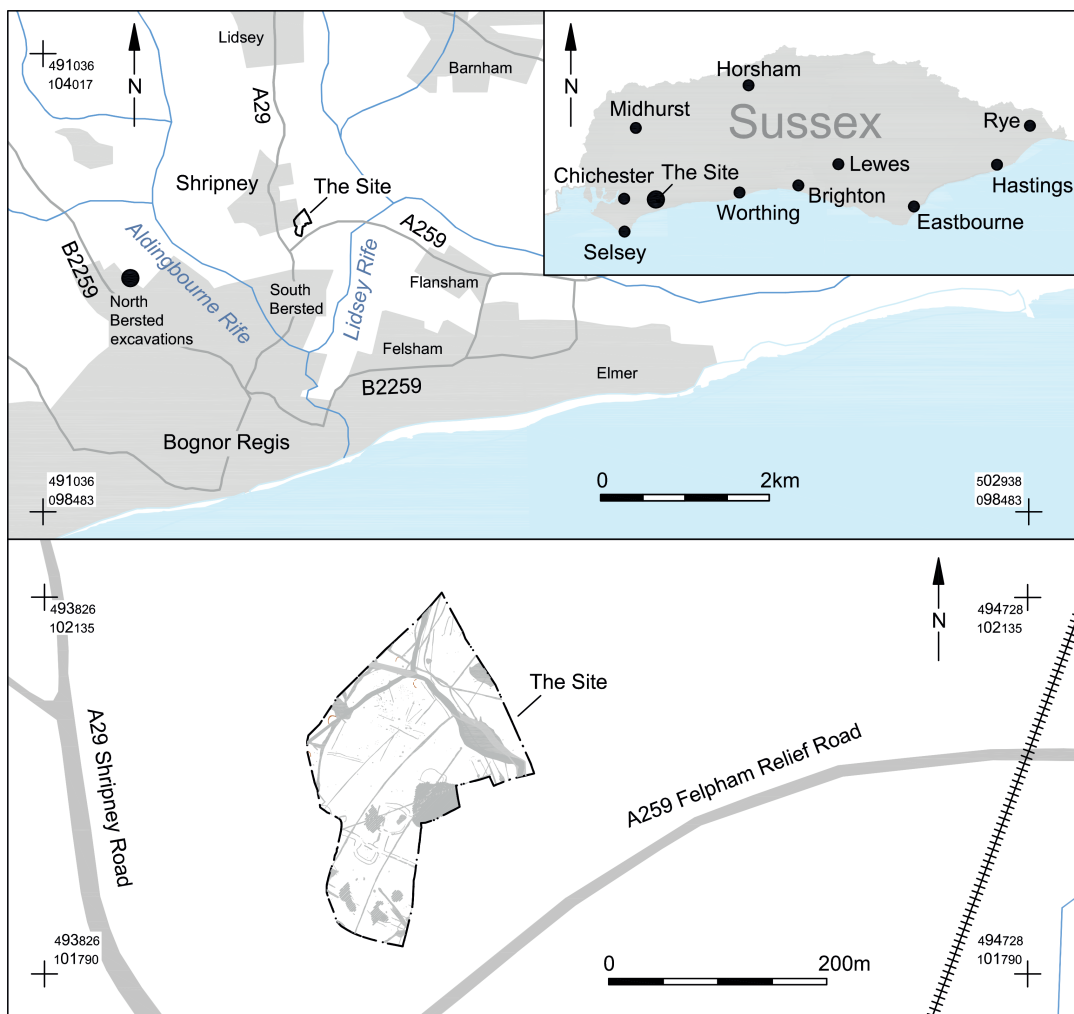 Lidsey
491036
104017
N
A29
Barnham
Shripney
The Site
A259
B2259
Aldingbourne Rife
Lidsey Rife
North
Bersted
excavations
South
Bersted
Flansham
Felsham
B2259
Elmer
Bognor Regis
491036
098483
0
2km
502938
098483
N
Horsham
Midhurst
Sussex
Rye
Chichester
The Site
Lewes
Hastings
Worthing
Brighton
Eastbourne
Selsey
493826
102135
N
494728
102135
The Site
A29 Shripney Road
A259 Felpham Relief Road
493826
101790
0
200m
494728
101790